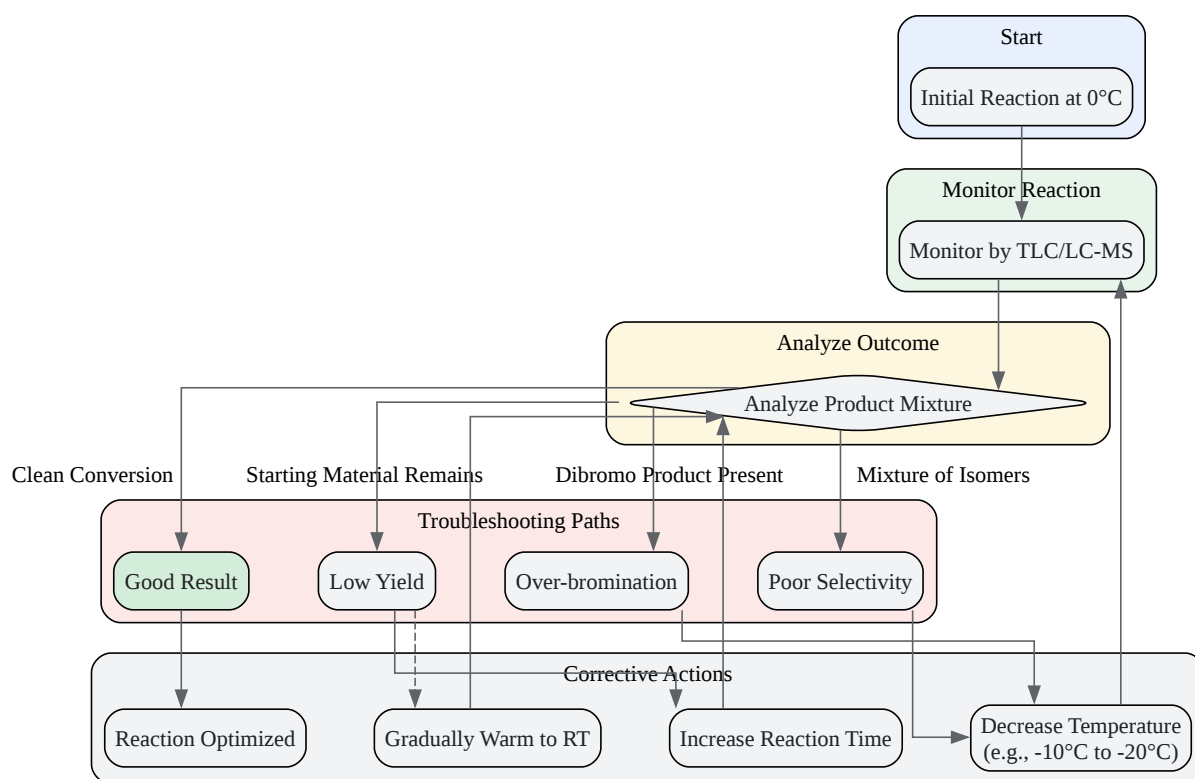 Start
Initial Reaction at 0°C
Monitor Reaction
Monitor by TLC/LC-MS
Analyze Outcome
Analyze Product Mixture
Clean Conversion
Starting Material Remains
Dibromo Product Present
Mixture of Isomers
Troubleshooting Paths
Good Result
Low Yield
Over-bromination
Poor Selectivity
Corrective Actions
Reaction Optimized
Gradually Warm to RT
Increase Reaction Time
Decrease Temperature
(e.g., -10°C to -20°C)